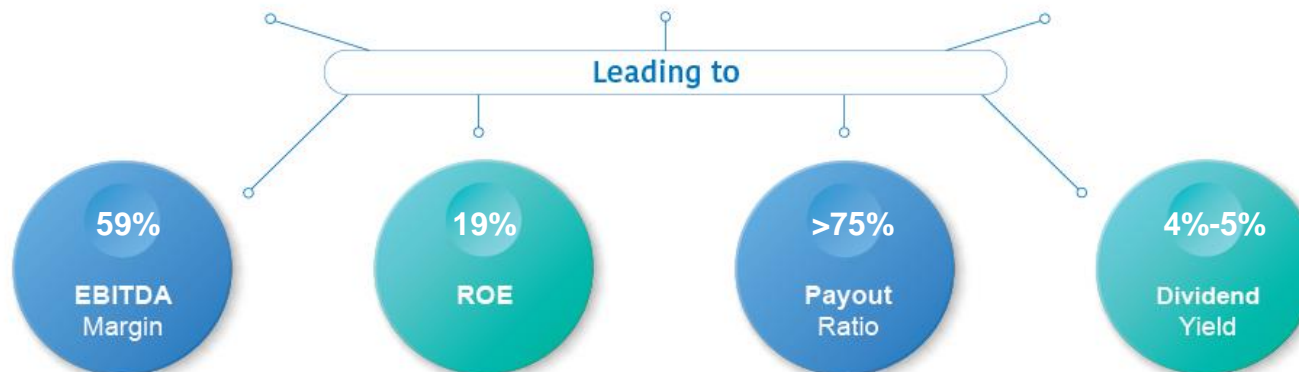 Leading to
59%
EBITDA
Margin
19%
ROE
>75%
Payout
Ratio
4%-5%
Dividend
Yield